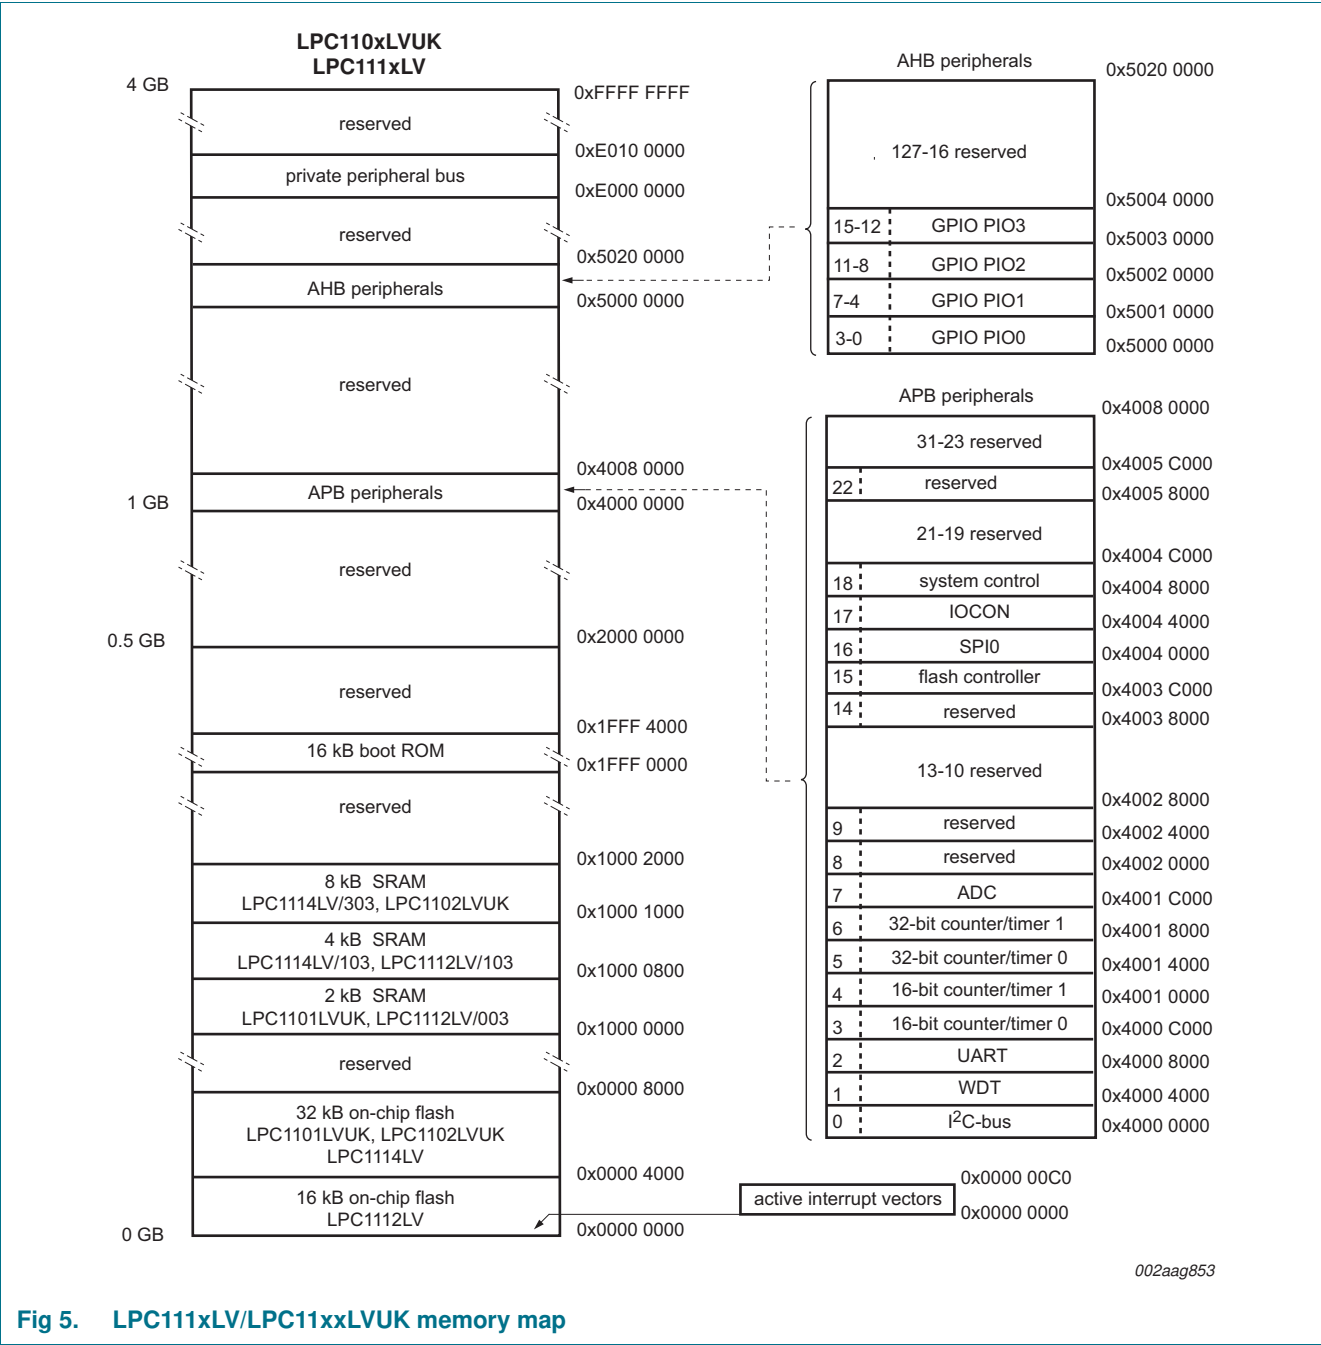 LPC110xLVUK
LPC111xLV
4 GB
0xFFFF FFFF
reserved
0xE010 0000
private peripheral bus
0xE000 0000
reserved
0x5020 0000
AHB peripherals
0x5000 0000
reserved
0x4008 0000
APB peripherals
1 GB
0x4000 0000
reserved
0.5 GB
0x2000 0000
reserved
0x1FFF 4000
16 kB boot ROM
0x1FFF 0000
reserved
0x1000 2000
8 kB SRAM
LPC1114LV/303, LPC1102LVUK
0x1000 1000
4 kB SRAM
LPC1114LV/103, LPC1112LV/103
0x1000 0800
2 kB SRAM
LPC1101LVUK, LPC1112LV/003
0x1000 0000
reserved
0x0000 8000
32 kB on-chip flash
LPC1101LVUK, LPC1102LVUK
LPC1114LV
0x0000 4000
16 kB on-chip flash
LPC1112LV
0 GB
0x0000 0000
AHB peripherals
0x5020 0000
127-16 reserved
0x5004 0000
15-12 GPIO PIO3
0x5003 0000
11-8 GPIO PIO2
0x5002 0000
7-4 GPIO PIO1
0x5001 0000
3-0 GPIO PIO0
0x5000 0000
APB peripherals
0x4008 0000
31-23 reserved
0x4005 C000
22 reserved
0x4005 8000
21-19 reserved
0x4004 C000
18 system control
0x4004 8000
17 IOCON
0x4004 4000
16 SPI0
0x4004 0000
15 flash controller
0x4003 C000
14 reserved
0x4003 8000
13-10 reserved
0x4002 8000
9 reserved
0x4002 4000
8 reserved
0x4002 0000
7 ADC
0x4001 C000
6 32-bit counter/timer 1
0x4001 8000
5 32-bit counter/timer 0
0x4001 4000
4 16-bit counter/timer 1
0x4001 0000
3 16-bit counter/timer 0
0x4000 C000
2 UART
0x4000 8000
1 WDT
0x4000 4000
0 I2C-bus
0x4000 0000
0x0000 00C0
active interrupt vectors
0x0000 0000
002aag853
Fig 5. LPC111xLV/LPC11xxLVUK memory map